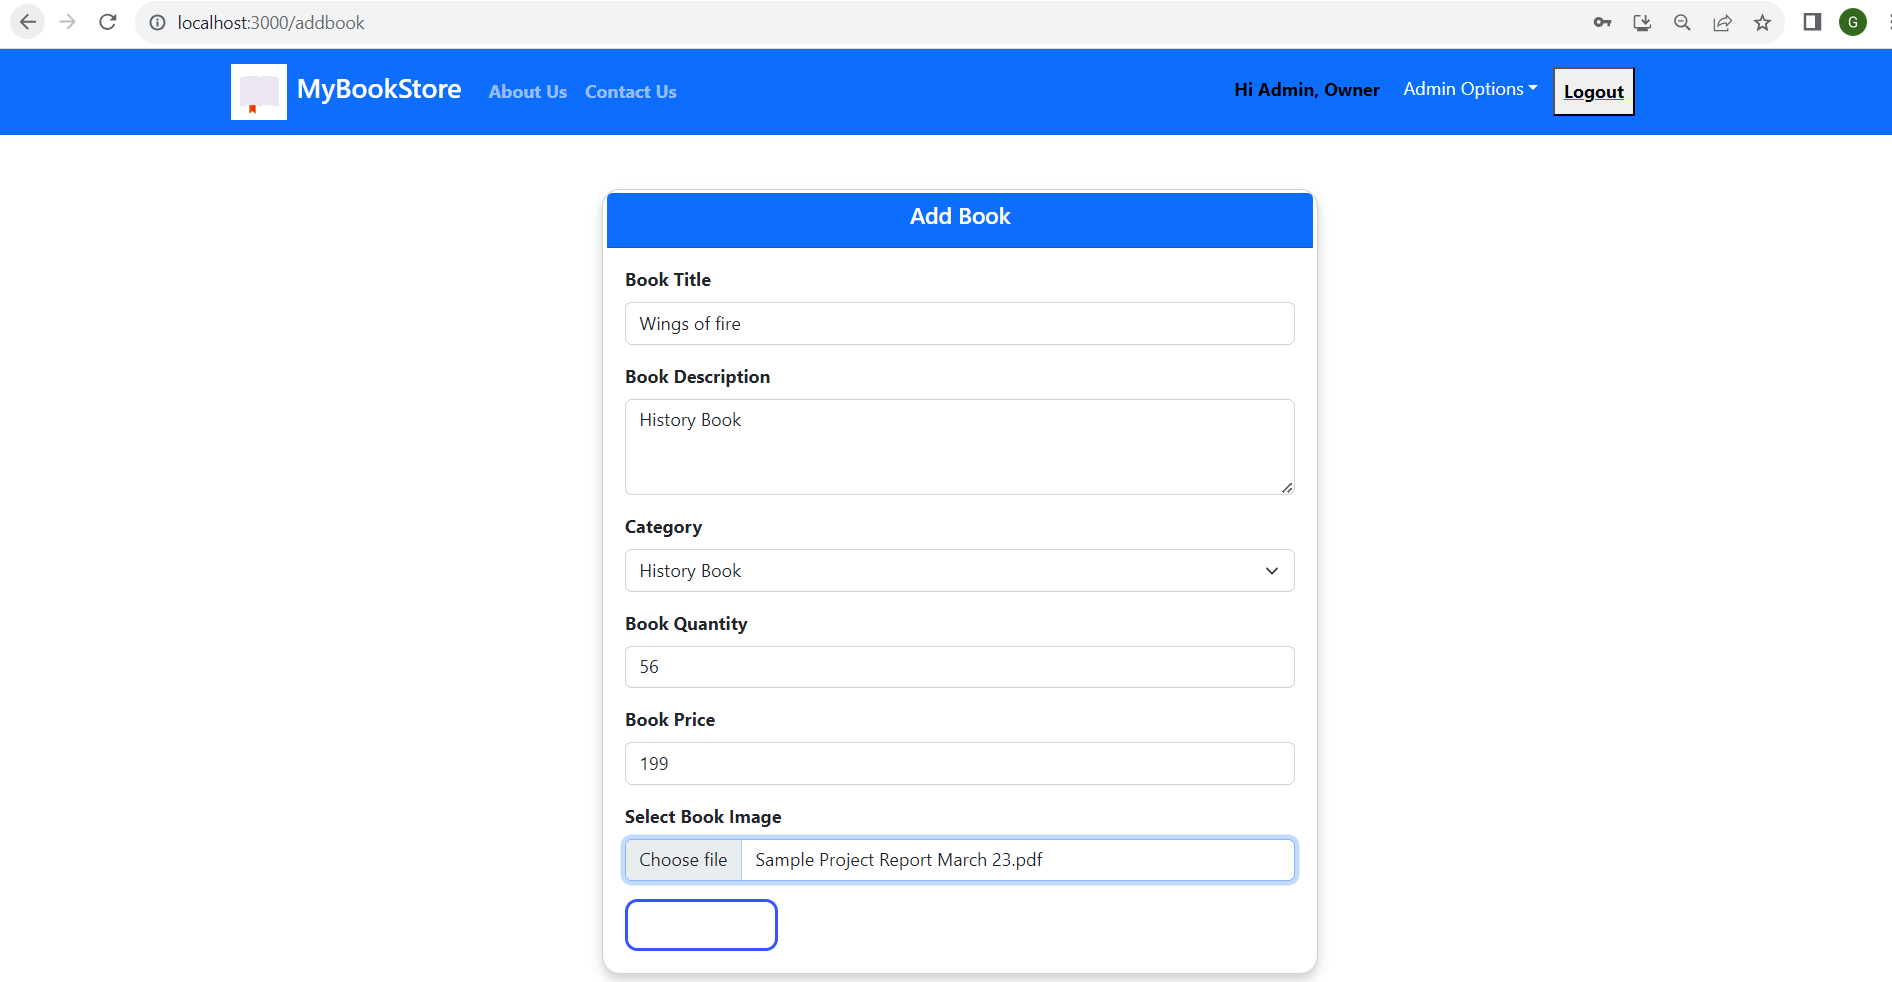 localhost:3000/addbook
G
MyBookStore About Us Contact Us Hi Admin, Owner Admin Options Logout
Add Book
Book Title
Wings of fire
Book Description
History Book
Category
History Book
Book Quantity
56
Book Price
199
Select Book Image
Choose file Sample Project Report March 23.pdf